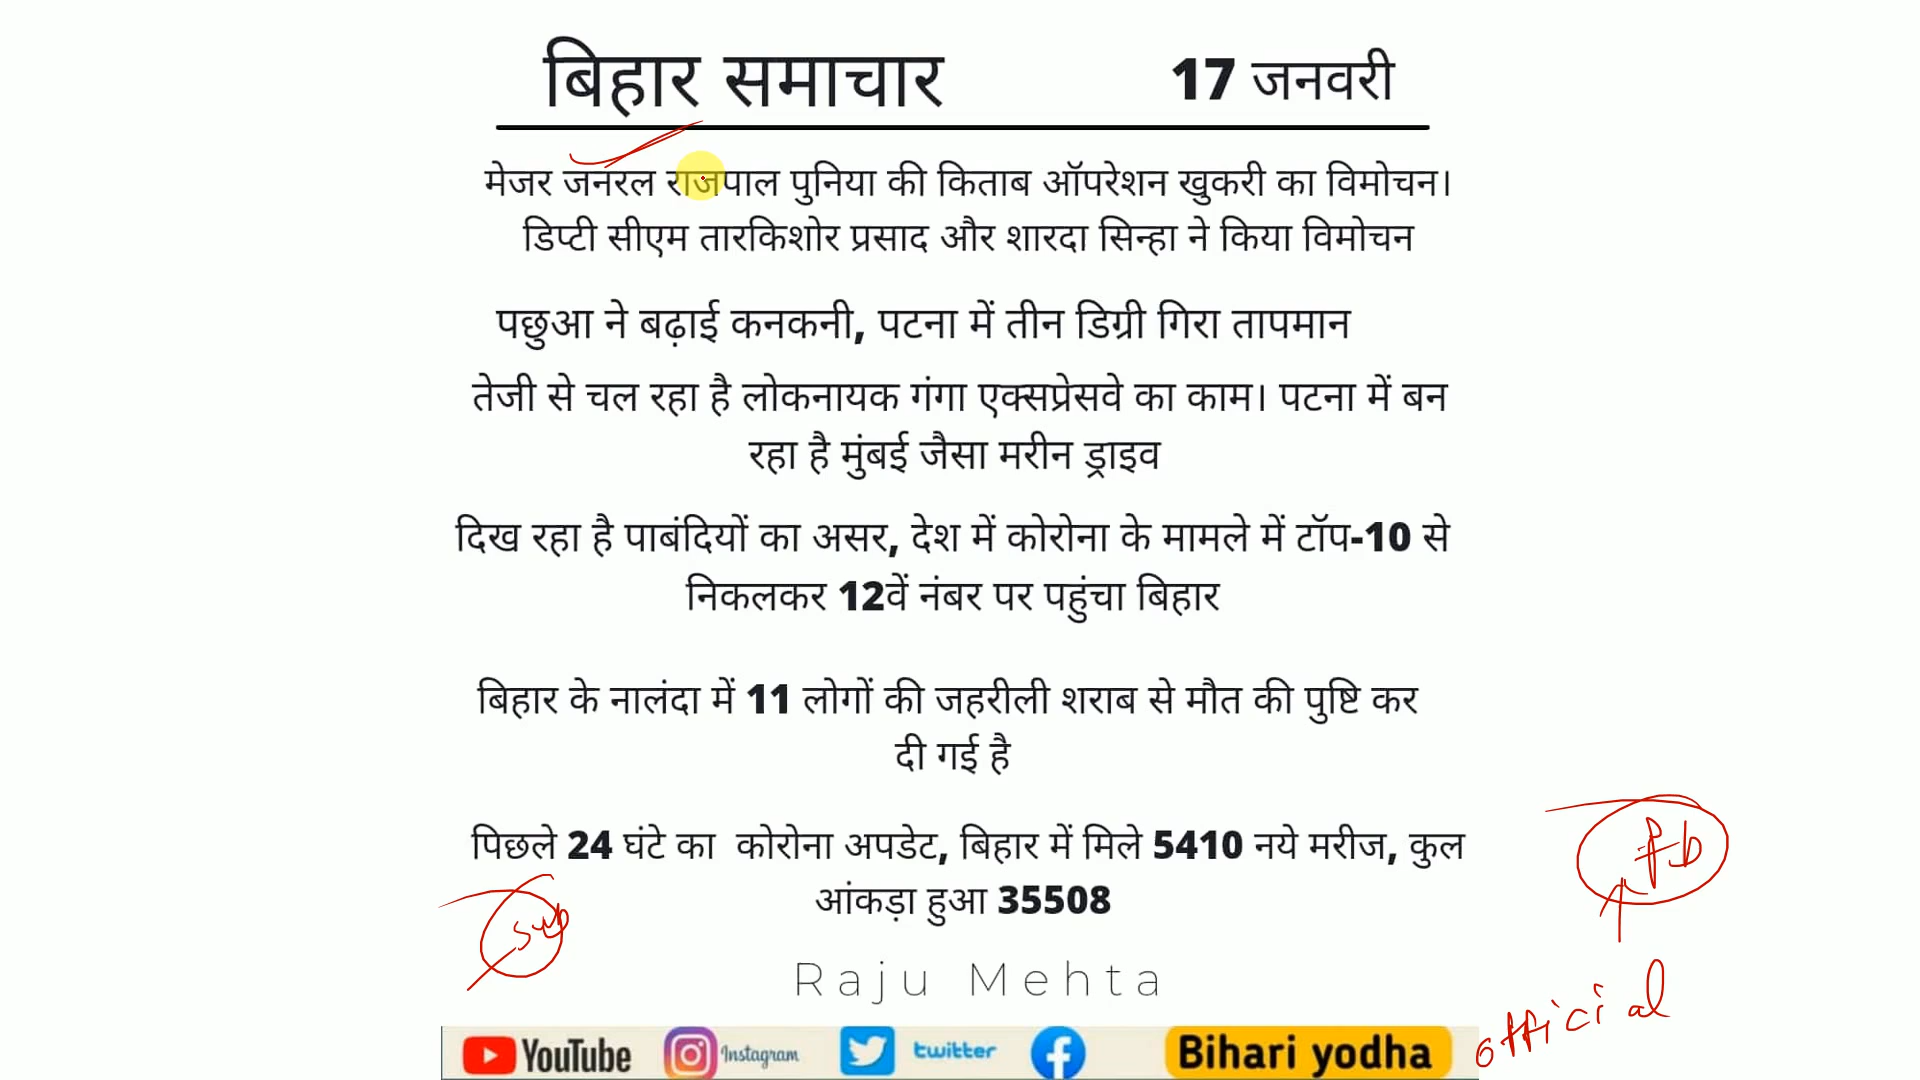 बिहार समाचार 17 जनवरी
मेजर जनरल राजपाल पुनिया की किताब ऑपरेशन खुकरी का विमोचन।
डिप्टी सीएम तारकिशोर प्रसाद और शारदा सिन्हा ने किया विमोचन
पछुआ ने बढ़ाई कनकनी, पटना में तीन डिग्री गिरा तापमान
तेजी से चल रहा है लोकनायक गंगा एक्सप्रेसवे का काम। पटना में बन
रहा है मुंबई जैसा मरीन ड्राइव
दिख रहा है पाबंदियों का असर, देश में कोरोना के मामले में टॉप-10 से
निकलकर 12वें नंबर पर पहुंचा बिहार
बिहार के नालंदा में 11 लोगों की जहरीली शराब से मौत की पुष्टि कर
दी गई है
पिछले 24 घंटे का कोरोना अपडेट, बिहार में मिले 5410 नये मरीज, कुल
आंकड़ा हुआ 35508
sub
fb
Raju Mehta
official
YouTube Instagram twitter Bihari yodha